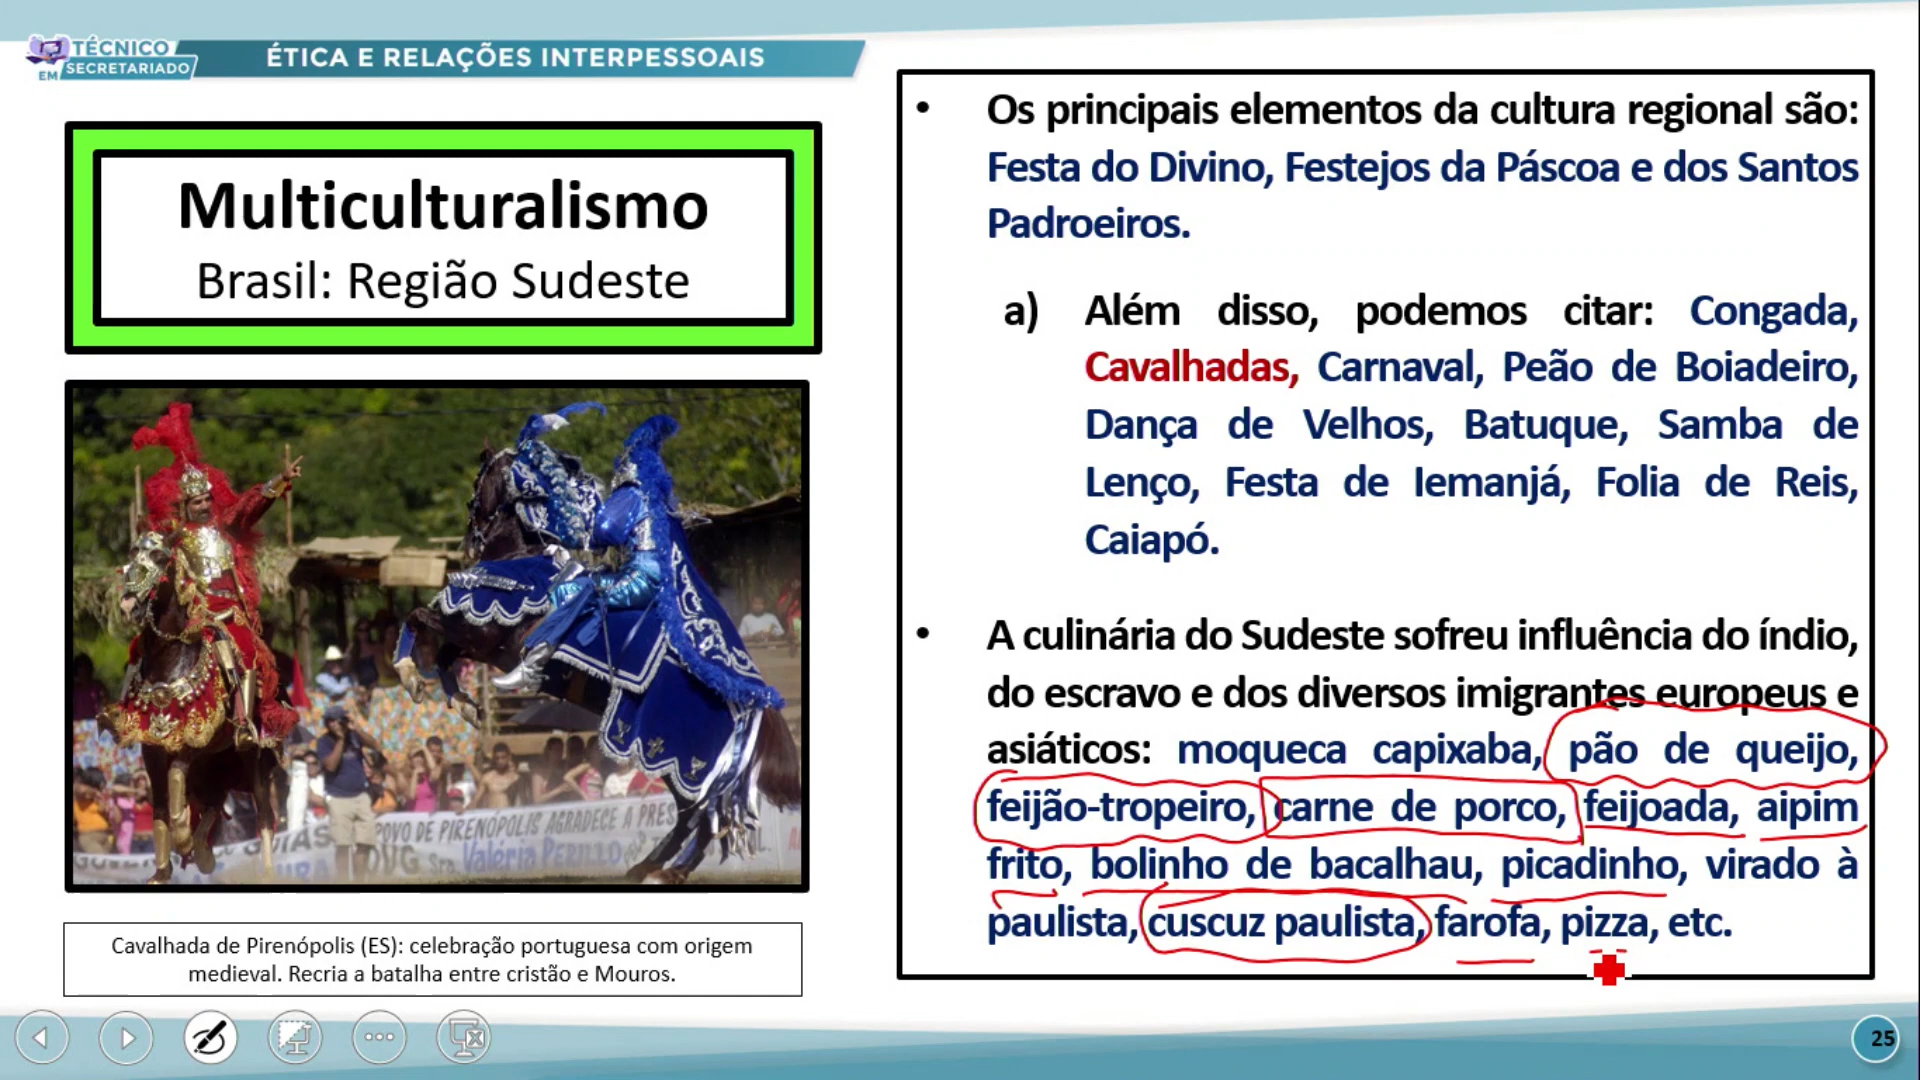 TÉCNICO
EM SECRETARIADO
ÉTICA E RELAÇÕES INTERPESSOAIS
Multiculturalismo
Brasil: Região Sudeste
POVO DE PIRENÓPOLIS AGRADECE A PRES
OVG Sra Valéria PERILLO
Cavalhada de Pirenópolis (ES): celebração portuguesa com origem
medieval. Recria a batalha entre cristão e Mouros.
• Os principais elementos da cultura regional são:
Festa do Divino, Festejos da Páscoa e dos Santos
Padroeiros.
a) Além disso, podemos citar: Congada,
Cavalhadas, Carnaval, Peão de Boiadeiro,
Dança de Velhos, Batuque, Samba de
Lenço, Festa de Iemanjá, Folia de Reis,
Caiapó.
• A culinária do Sudeste sofreu influência do índio,
do escravo e dos diversos imigrantes europeus e
asiáticos: moqueca capixaba, pão de queijo,
feijão-tropeiro, carne de porco, feijoada, aipim
frito, bolinho de bacalhau, picadinho, virado à
paulista, cuscuz paulista, farofa, pizza, etc.
25